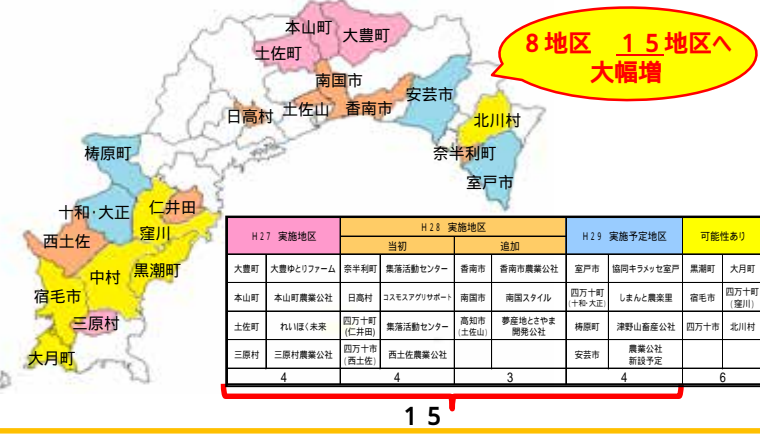 8地区　15地区へ
大幅増
本山町
大豊町
土佐町
南国市
安芸市
日高村
土佐山
香南市
北川村
奈半利町
室戸市
梼原町
十和・大正
仁井田
西土佐
窪川
中村
黒潮町
宿毛市
三原村
大月町
H27 実施地区 H28 実施地区 H29 実施予定地区 可能性あり
当初 追加
大豊町 大豊ゆとりファーム 奈半利町 集落活動センター 香南市 香南市農業公社 室戸市 協同キラメッセ室戸 黒潮町 大月町
本山町 本山町農業公社 日高村 コスモスアグリサポート 南国市 南国スタイル 四万十町 しまんと農楽里 宿毛市 四万十町
(十和・大正) (窪川)
土佐町 れいほく未来 四万十町 集落活動センター 高知市 夢産地とさやま 梼原町 津野山畜産公社 四万十市 北川村
(仁井田) (土佐山) 開発公社
三原村 三原村農業公社 四万十市 西土佐農業公社 安芸市 農業公社
(西土佐) 新設予定
4 4 3 4 6
15